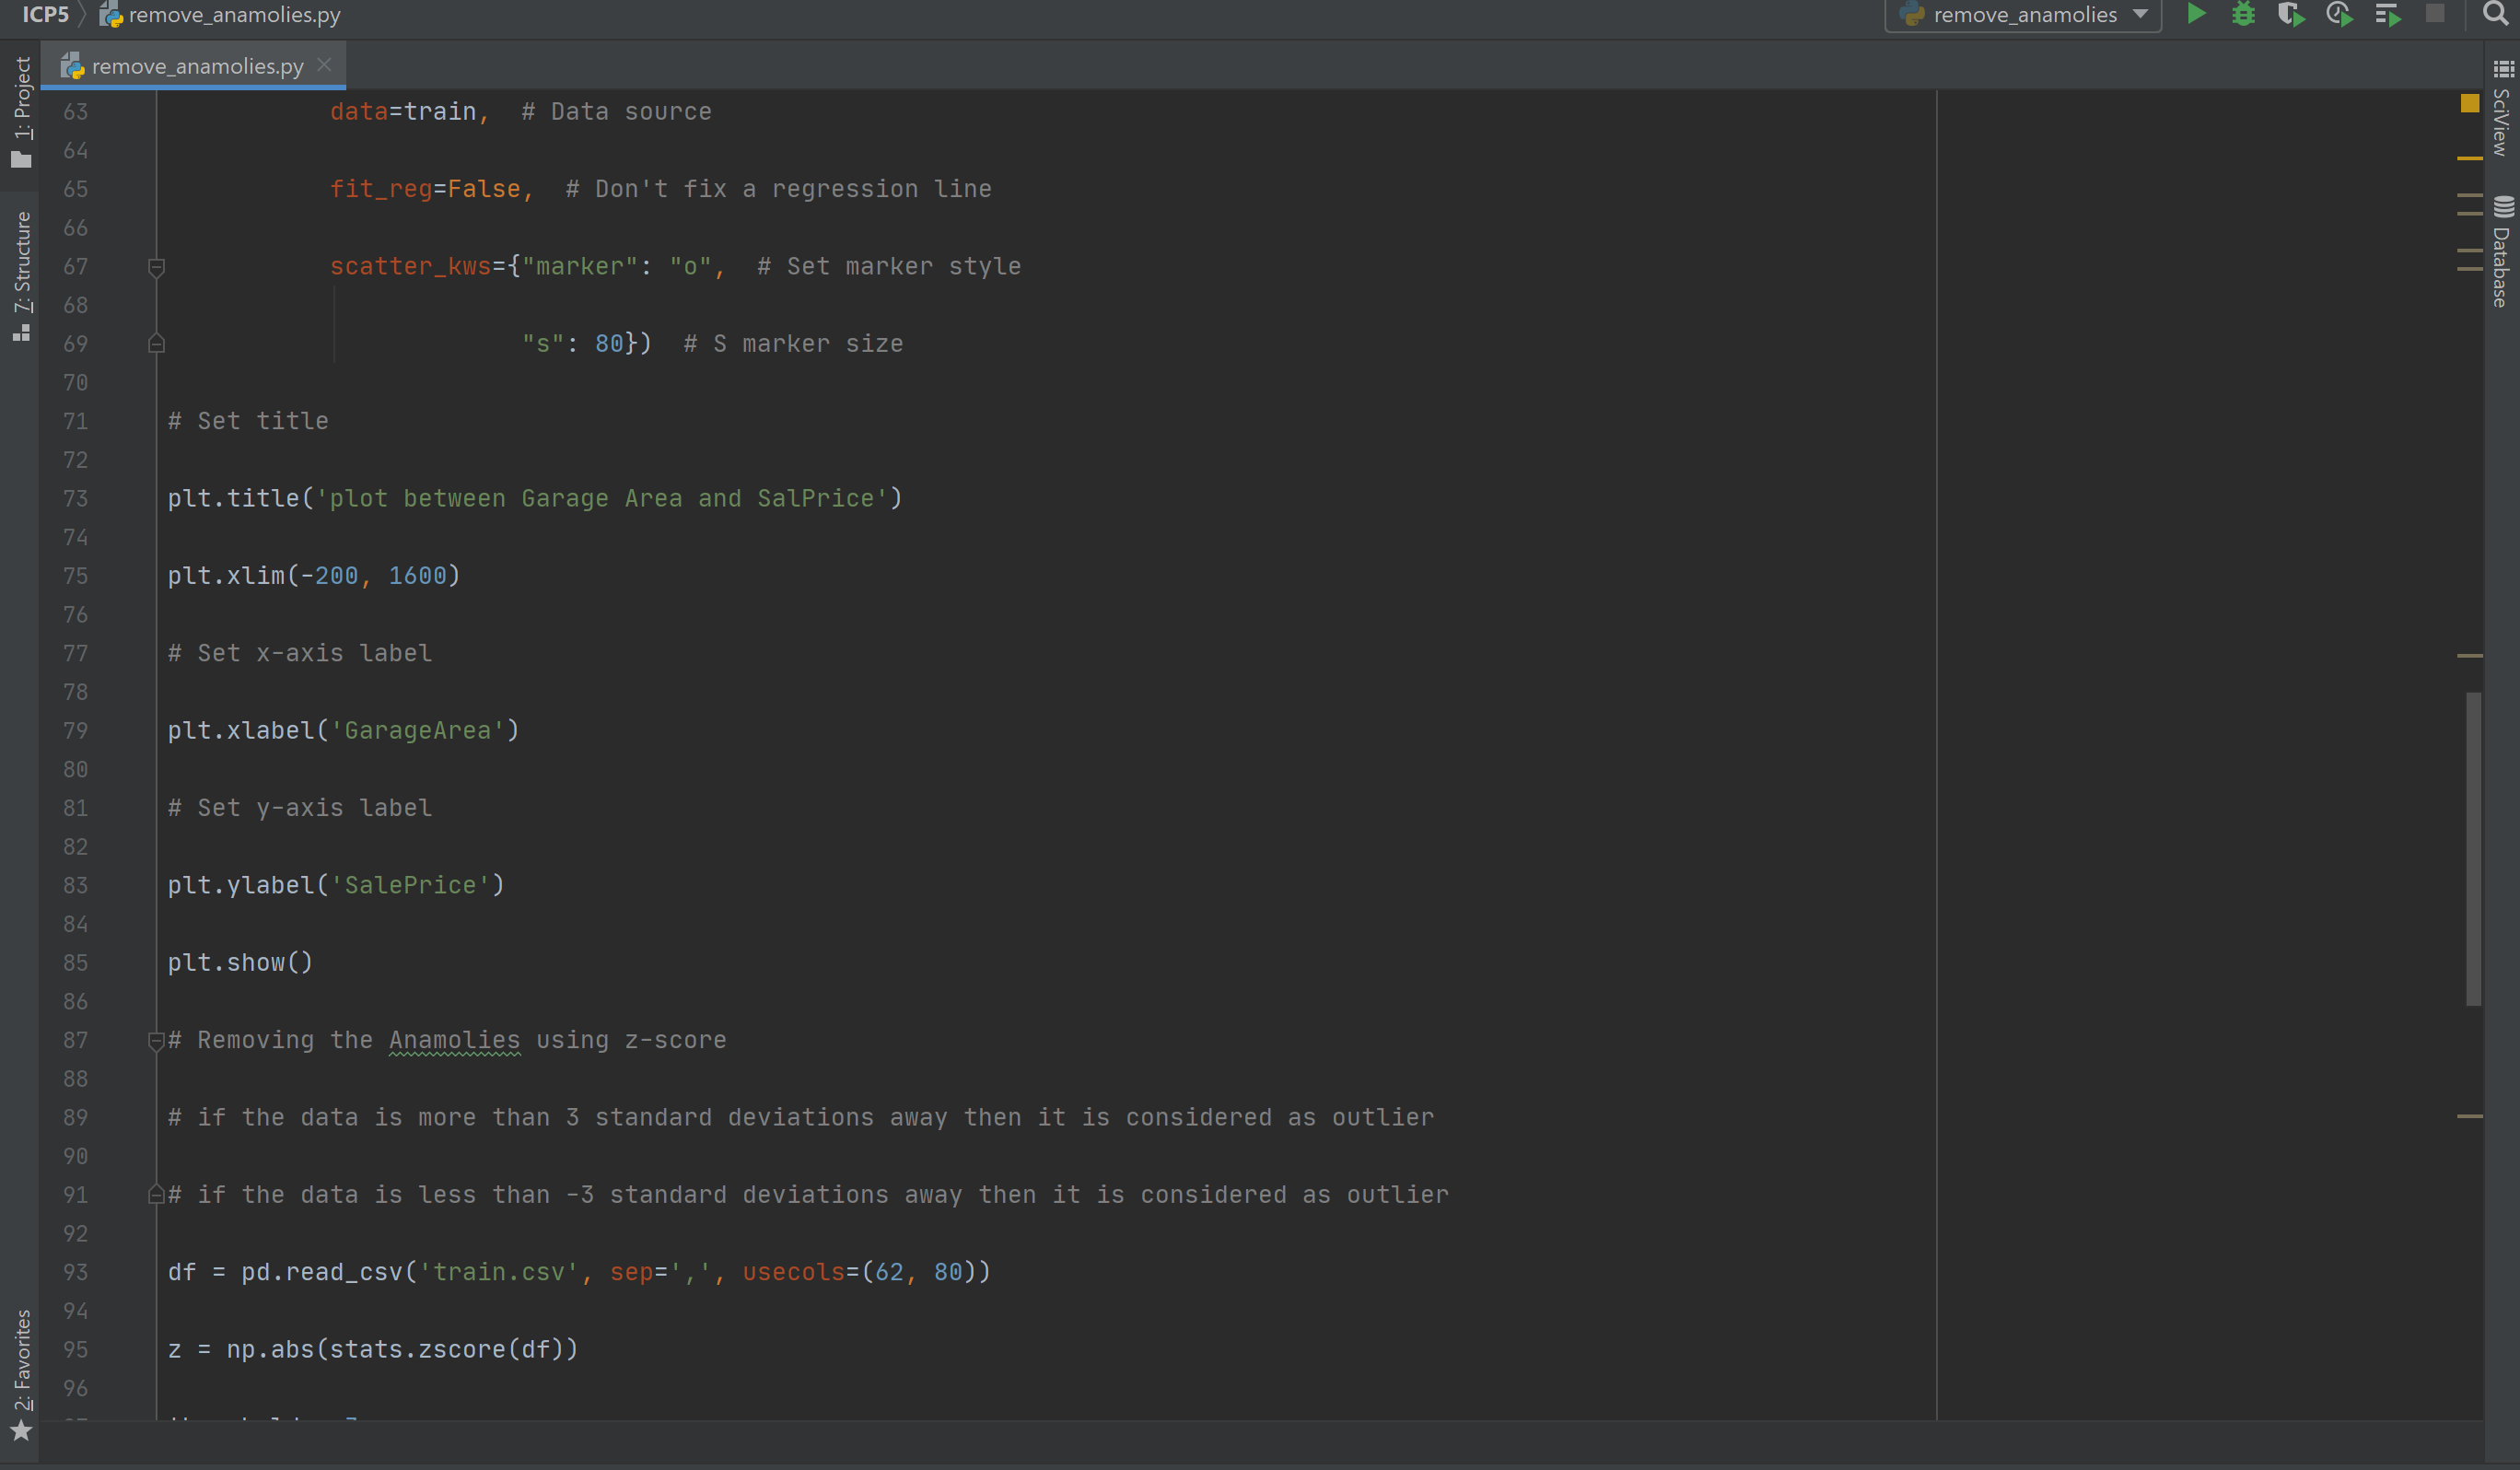 ICP5 remove_anamolies.py remove_anamolies
remove_anamolies.py
1: Project
7: Structure
2: Favorites
SciView
Database
63 data=train,  # Data source
64
65 fit_reg=False,  # Don't fix a regression line
66
67 scatter_kws={"marker": "o",  # Set marker style
68
69 "s": 80})  # S marker size
70
71 # Set title
72
73 plt.title('plot between Garage Area and SalPrice')
74
75 plt.xlim(-200, 1600)
76
77 # Set x-axis label
78
79 plt.xlabel('GarageArea')
80
81 # Set y-axis label
82
83 plt.ylabel('SalePrice')
84
85 plt.show()
86
87 # Removing the Anamolies using z-score
88
89 # if the data is more than 3 standard deviations away then it is considered as outlier
90
91 # if the data is less than -3 standard deviations away then it is considered as outlier
92
93 df = pd.read_csv('train.csv', sep=',', usecols=(62, 80))
94
95 z = np.abs(stats.zscore(df))
96